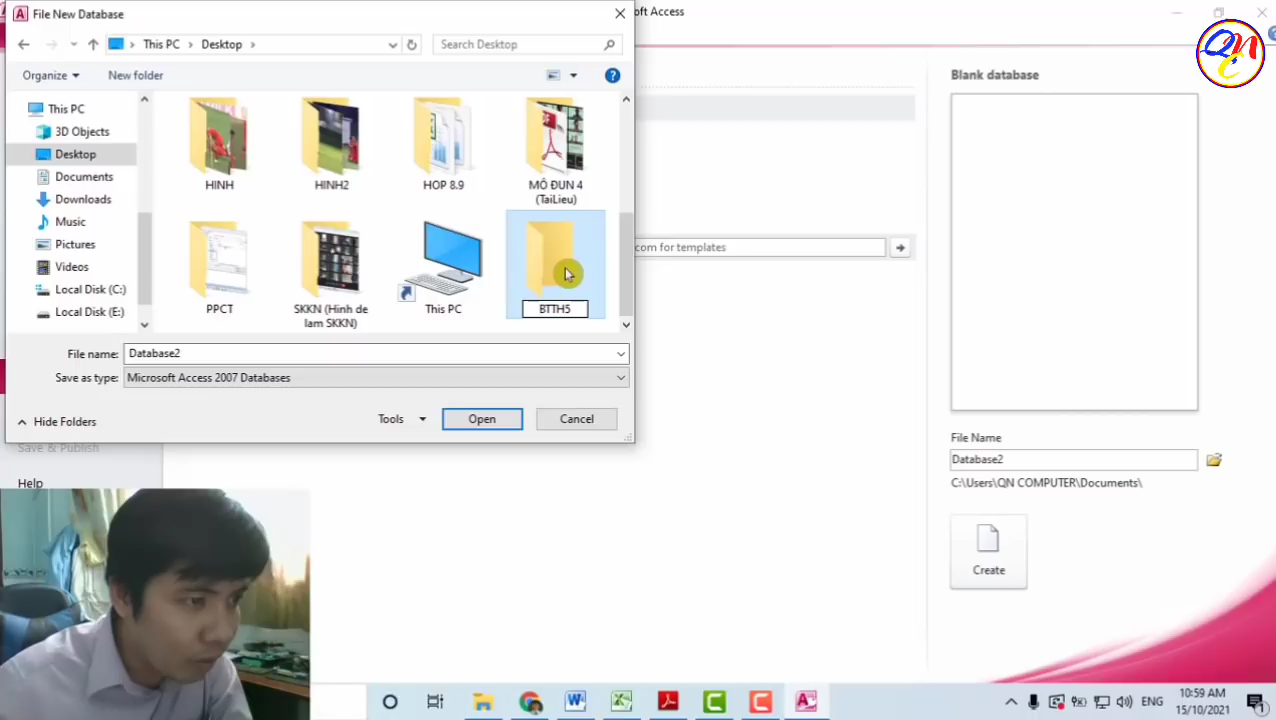 File New Database
oft Access
This PC
Desktop
Search Desktop
Organize
New folder
This PC
3D Objects
Desktop
Documents
Downloads
Music
Pictures
Videos
Local Disk (C:)
Local Disk (E:)
HINH
HINH2
HOP 8.9
MÔ ĐUN 4
(TaiLieu)
PPCT
SKKN (Hinh de
lam SKKN)
This PC
BTTH5
File name:
Database2
Save as type:
Microsoft Access 2007 Databases
Hide Folders
Tools
Open
Cancel
com for templates
Blank database
File Name
Database2
C:\Users\QN COMPUTER\Documents\
Create
Save & Publish
Help
QNC
ENG
10:59 AM
15/10/2021